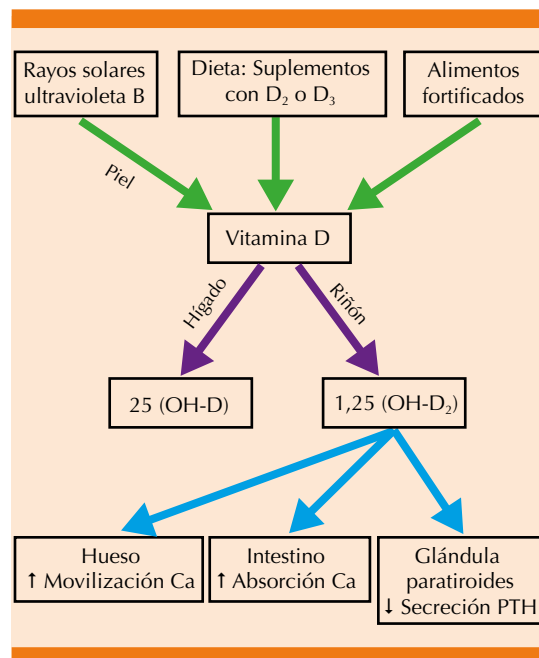 Rayos solares
ultravioleta B
Dieta: Suplementos
con D₂ o D₃
Alimentos
fortificados
Piel
Vitamina D
Hígado
Riñón
25 (OH-D)
1,25 (OH-D₂)
Hueso
↑ Movilización Ca
Intestino
↑ Absorción Ca
Glándula
paratiroides
↓ Secreción PTH